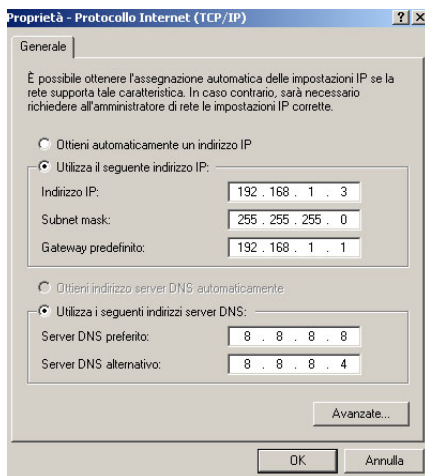 Proprietà - Protocollo Internet (TCP/IP)
Generale
È possibile ottenere l'assegnazione automatica delle impostazioni IP se la
rete supporta tale caratteristica. In caso contrario, sarà necessario
richiedere all'amministratore di rete le impostazioni IP corrette.
Ottieni automaticamente un indirizzo IP
Utilizza il seguente indirizzo IP:
Indirizzo IP: 192 . 168 . 1 . 3
Subnet mask: 255 . 255 . 255 . 0
Gateway predefinito: 192 . 168 . 1 . 1
Ottieni indirizzo server DNS automaticamente
Utilizza i seguenti indirizzi server DNS:
Server DNS preferito: 8 . 8 . 8 . 8
Server DNS alternativo: 8 . 8 . 8 . 4
Avanzate...
OK Annulla